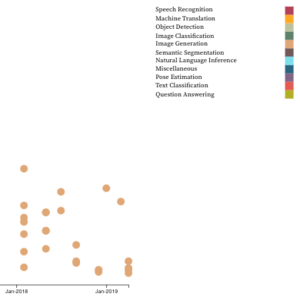 Speech Recognition
Machine Translation
Object Detection
Image Classification
Image Generation
Semantic Segmentation
Natural Language Inference
Miscellaneous
Pose Estimation
Text Classification
Question Answering
Jan-2018 Jan-2019